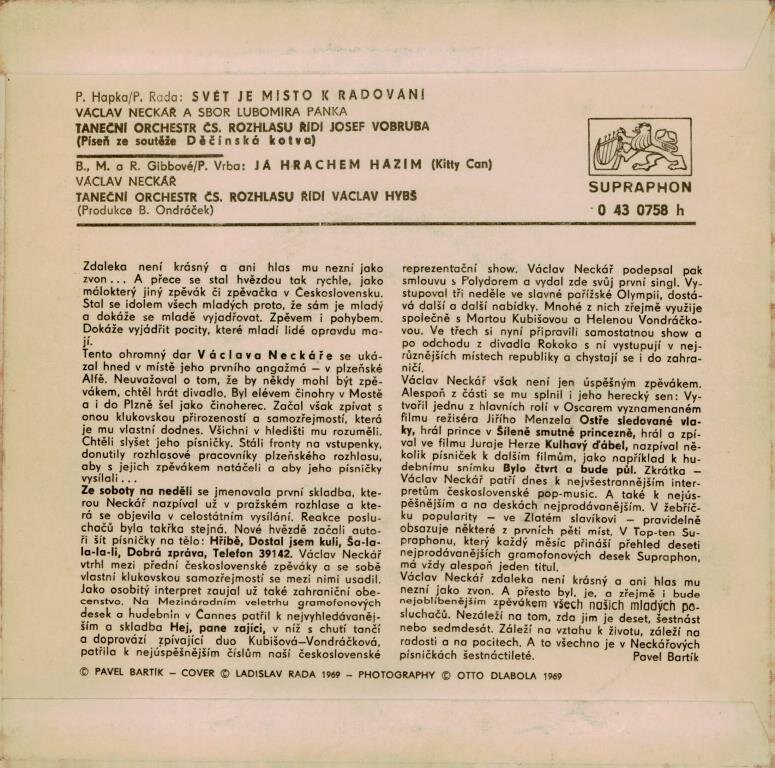 P. Hapka/P. Rada: SVĚT JE MÍSTO K RADOVÁNÍ
VÁCLAV NECKÁŘ A SBOR LUBOMÍRA PÁNKA
TANEČNÍ ORCHESTR ČS. ROZHLASU ŘÍDÍ JOSEF VOBRUBA
(Píseň ze soutěže Děčínská kotva)
B., M. a R. Gibbové/P. Vrba: JÁ HRACHEM HÁZÍM (Kitty Can)
VÁCLAV NECKÁŘ
TANEČNÍ ORCHESTR ČS. ROZHLASU ŘÍDÍ VÁCLAV HYBŠ
(Produkce B. Ondráček)
SUPRAPHON
0 43 0758 h
Zdaleka není krásný a ani hlas mu nezní jako
zvon... A přece se stal hvězdou tak rychle, jako
málokterý jiný zpěvák či zpěvačka v Československu.
Stal se idolem všech mladých proto, že sám je mladý
a dokáže se mladě vyjadřovat. Zpěvem i pohybem.
Dokáže vyjádřit pocity, které mladí lidé opravdu ma-
jí.
Tento ohromný dar Václava Neckáře se uká-
zal hned v místě jeho prvního angažmá – v plzeňské
Alfě. Neuvažoval o tom, že by někdy mohl být zpě-
vákem, chtěl hrát divadlo. Byl elévem činohry v Mostě
a i do Plzně šel jako činoherec. Začal však zpívat s
onou klukovskou přirozeností a samozřejmostí, která
je mu vlastní dodnes. Všichni v hledišti mu rozuměli.
Chtěli slyšet jeho písničky. Stáli fronty na vstupenky,
donutily rozhlasové pracovníky plzeňského rozhlasu,
aby s jejich zpěvákem natáčeli a aby jeho písničky
vysílali...
Ze soboty na neděli se jmenovala první skladba, kte-
rou Neckář nazpíval už v pražském rozhlase a kte-
rá se objevila v celostátním vysílání. Reakce poslu-
chačů byla takřka stejná. Nové hvězdě začali auto-
ři šít písničky na tělo: Hříbě, Dostal jsem kuli, Ša-la-
la-la-li, Dobrá zpráva, Telefon 39142. Václav Neckář
vtrhl mezi přední československé zpěváky a se sobě
vlastní klukovskou samozřejmostí se mezi nimi usadil.
Jako osobitý interpret zaujal už také zahraniční obe-
censtvo. Na Mezinárodním veletrhu gramofonových
desek a hudebnin v Cannes patřil k nejvyhledávaněj-
ším a skladba Hej, pane zajíci, v níž s chutí tančí
a doprovází zpívající duo Kubišová-Vondráčková,
patřila k nejúspěšnějším číslům naší československé
reprezentační show. Václav Neckář podepsal pak
smlouvu s Polydorem a vydal zde svůj první singl. Vy-
stupoval tři neděle ve slavné pařížské Olympii, dostá-
vá další a další nabídky. Mnohé z nich zřejmě využije
společně s Martou Kubišovou a Helenou Vondráčko-
vou. Ve třech si nyní připravili samostatnou show a
po odchodu z divadla Rokoko s ní vystupují v nej-
různějších místech republiky a chystají se i do zahra-
ničí.
Václav Neckář však není jen úspěšným zpěvákem.
Alespoň z části se mu splnil i jeho herecký sen: Vy-
tvořil jednu z hlavních rolí v Oscarem vyznamenaném
filmu režiséra Jiřího Menzela Ostře sledované vla-
ky, hrál prince v Šíleně smutné princezně, hrál a zpí-
val ve filmu Juraje Herze Kulhavý ďábel, nazpíval ně-
kolik písniček k dalším filmům, jako například k hu-
debnímu snímku Bylo čtvrt a bude půl. Zkrátka –
Václav Neckář patří dnes k nejvšestrannějším inter-
pretům československé pop-music. A také k nejús-
pěšnějším a na deskách nejprodávanějším. V žebříč-
ku popularity – ve Zlatém slavíkovi – pravidelně
obsazuje některé z prvních pěti míst. V Top-ten Su-
praphonu, který každý měsíc přináší přehled deseti
nejprodávanějších gramofonových desek Supraphon,
má vždy alespoň jeden titul.
Václav Neckář zdaleka není krásný a ani hlas mu
nezní jako zvon. A přesto byl, je, a zřejmě i bude
nejoblíbenějším zpěvákem všech našich mladých po-
sluchačů. Nezáleží na tom, zda jim je deset, šestnáct
nebo sedmdesát. Záleží na vztahu k životu, záleží na
radosti a na pocitech. A to všechno je v Neckářových
písničkách šestnáctileté. Pavel Bartík
© PAVEL BARTÍK – COVER © LADISLAV RADA 1969 – PHOTOGRAPHY © OTTO DLABOLA 1969